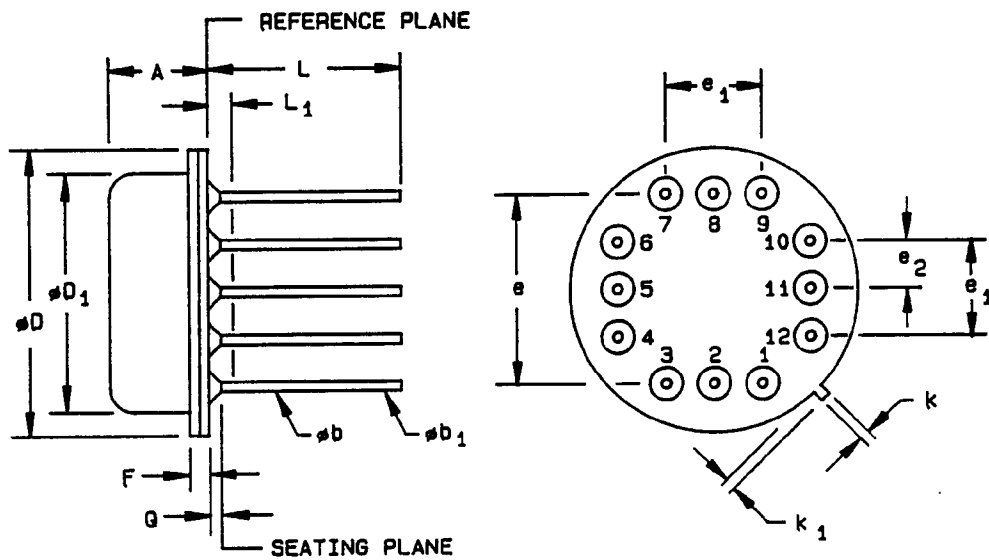 REFERENCE PLANE
A
L
L1
e1
øD
øD1
7 8 9
6 10
5 11
4 12
3 2 1
e
e2
e1
øb
øb1
k
k1
F
Q
SEATING PLANE